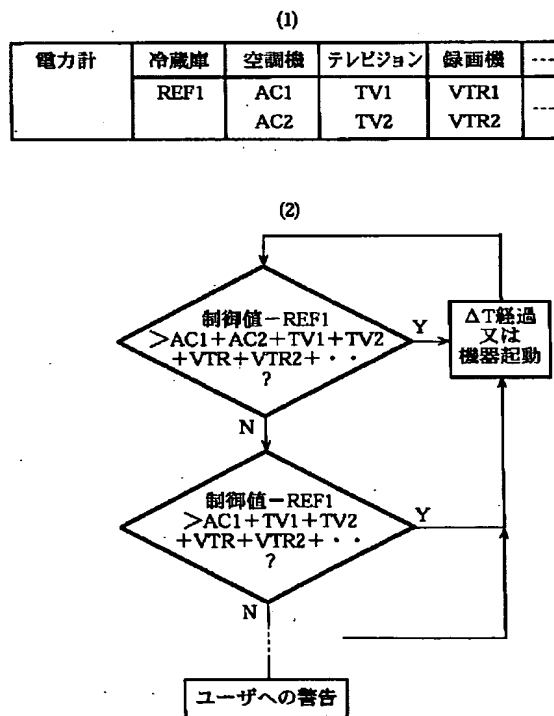 (1)
電力計 冷蔵庫 空調機 テレビジョン 録画機 ----
REF1 AC1 TV1 VTR1
AC2 TV2 VTR2 ----
(2)
制御値－REF1
＞AC1＋AC2＋TV1＋TV2
＋VTR＋VTR2＋・・
?
Y
ΔT経過
又は
機器起動
N
制御値－REF1
＞AC1＋TV1＋TV2
＋VTR＋VTR2＋・・
?
Y
N
ユーザへの警告